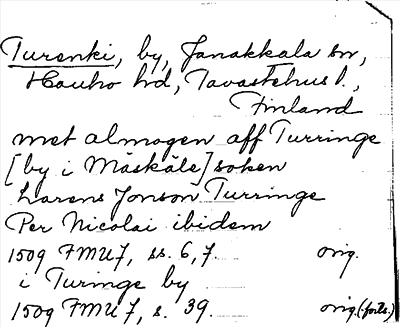 Turenki, by, Janakkala sn,
Hauho hd, Tavastehus l.,
Finland
met almogen aff Turringe
[by i Mäskäle] soken
Larens Jonson Turringe
Per Nicolai ibidem
1509 FMU 7, ss. 6, 7. orig.
i Turinge by
1509 FMU 7, s. 39. orig. (forts.)